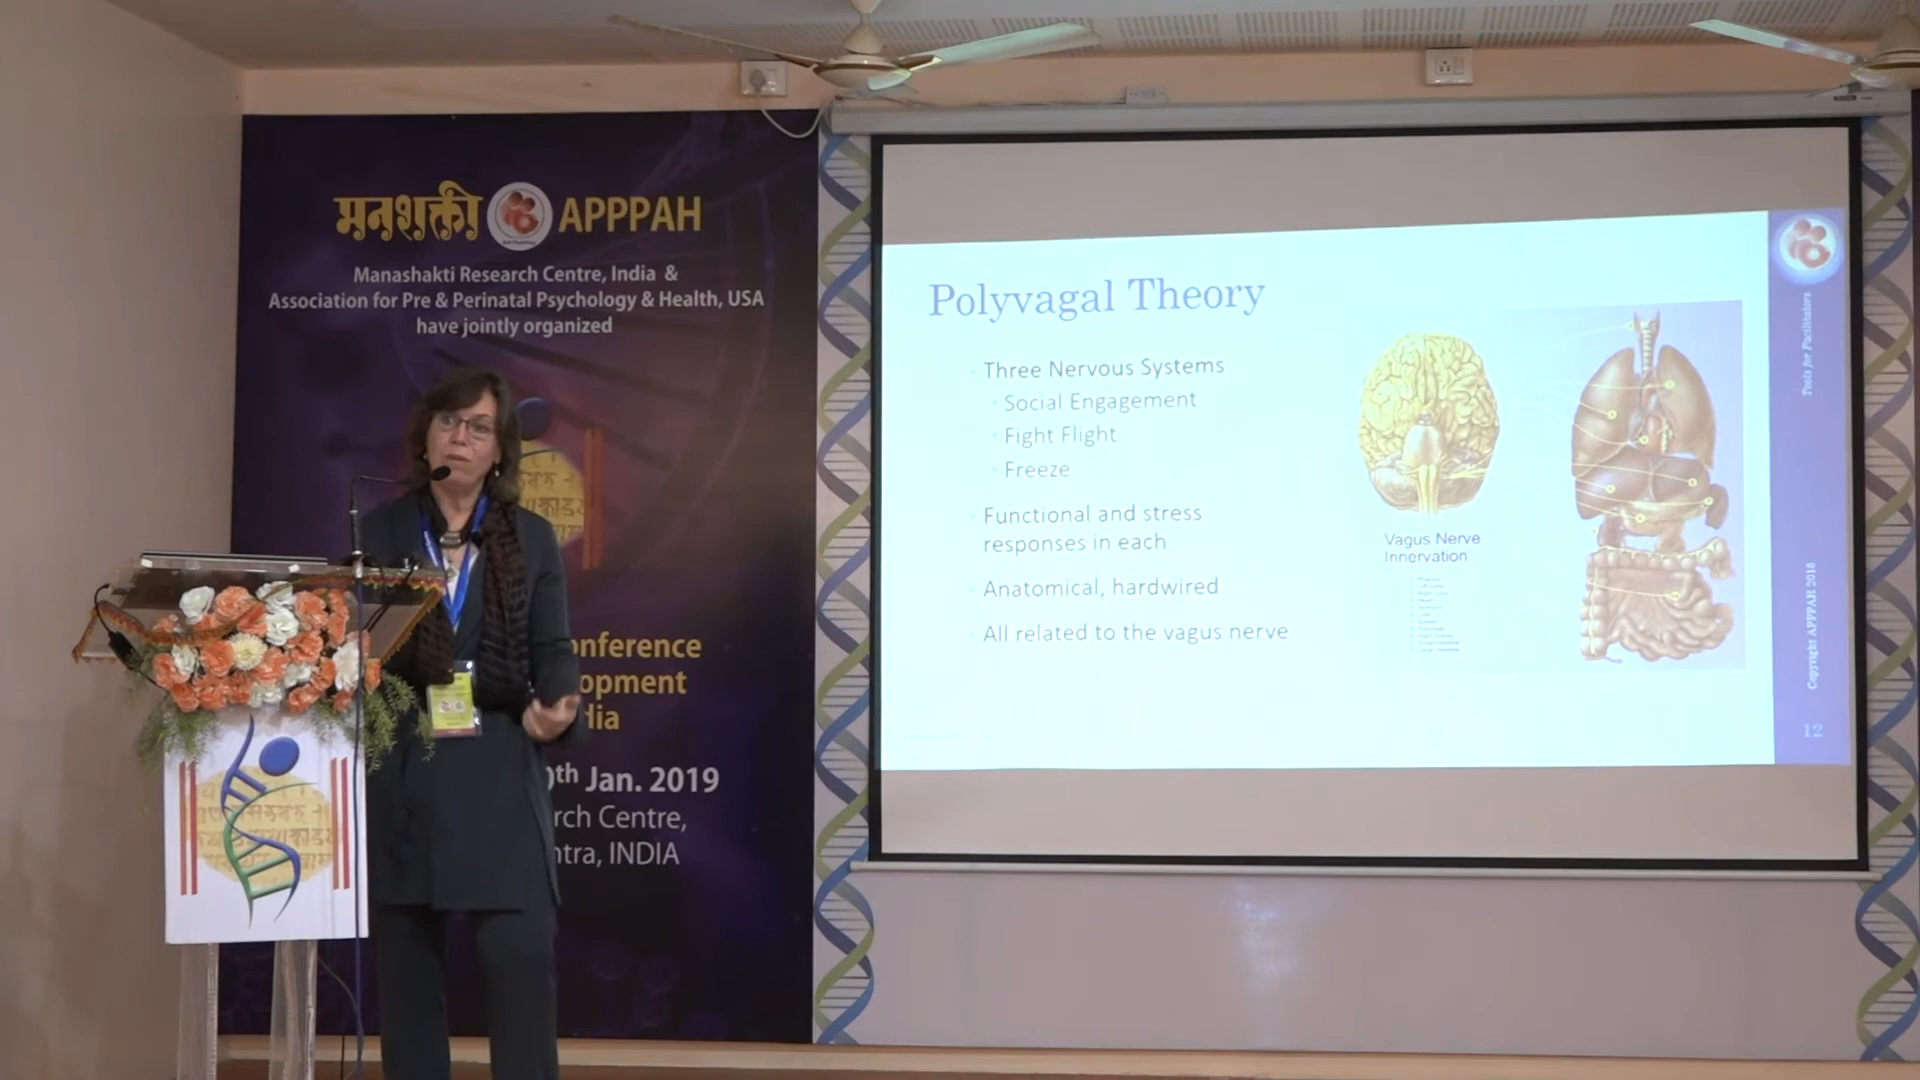 मनशक्ती APPPAH
Manashakti Research Centre, India &
Association for Pre & Perinatal Psychology & Health, USA
have jointly organized
onference
opment
dia
0th Jan. 2019
rch Centre,
htra, INDIA
Polyvagal Theory
Three Nervous Systems
Social Engagement
Fight Flight
Freeze
Functional and stress
responses in each
Anatomical, hardwired
All related to the vagus nerve
Vagus Nerve
Innervation
Tools for Facilitators
Copyright APPPAH 2018
12